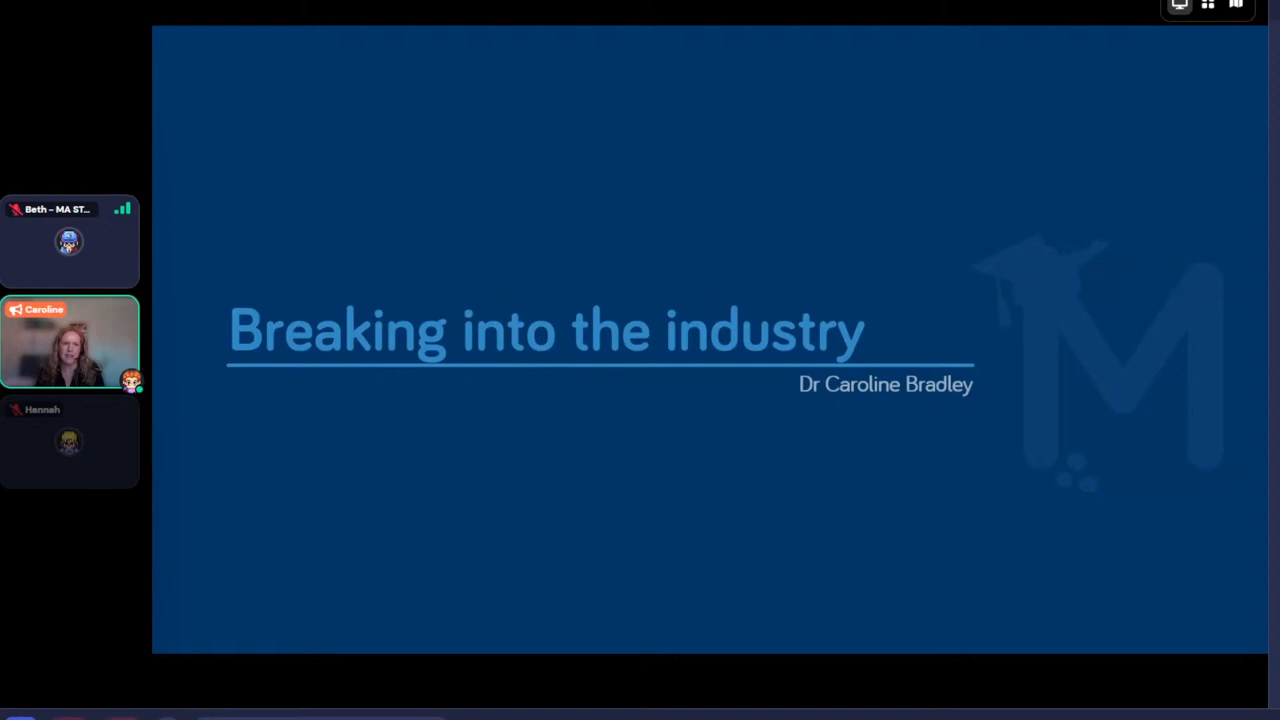 Beth - MA ST...
Caroline
Hannah
Breaking into the industry
Dr Caroline Bradley
M